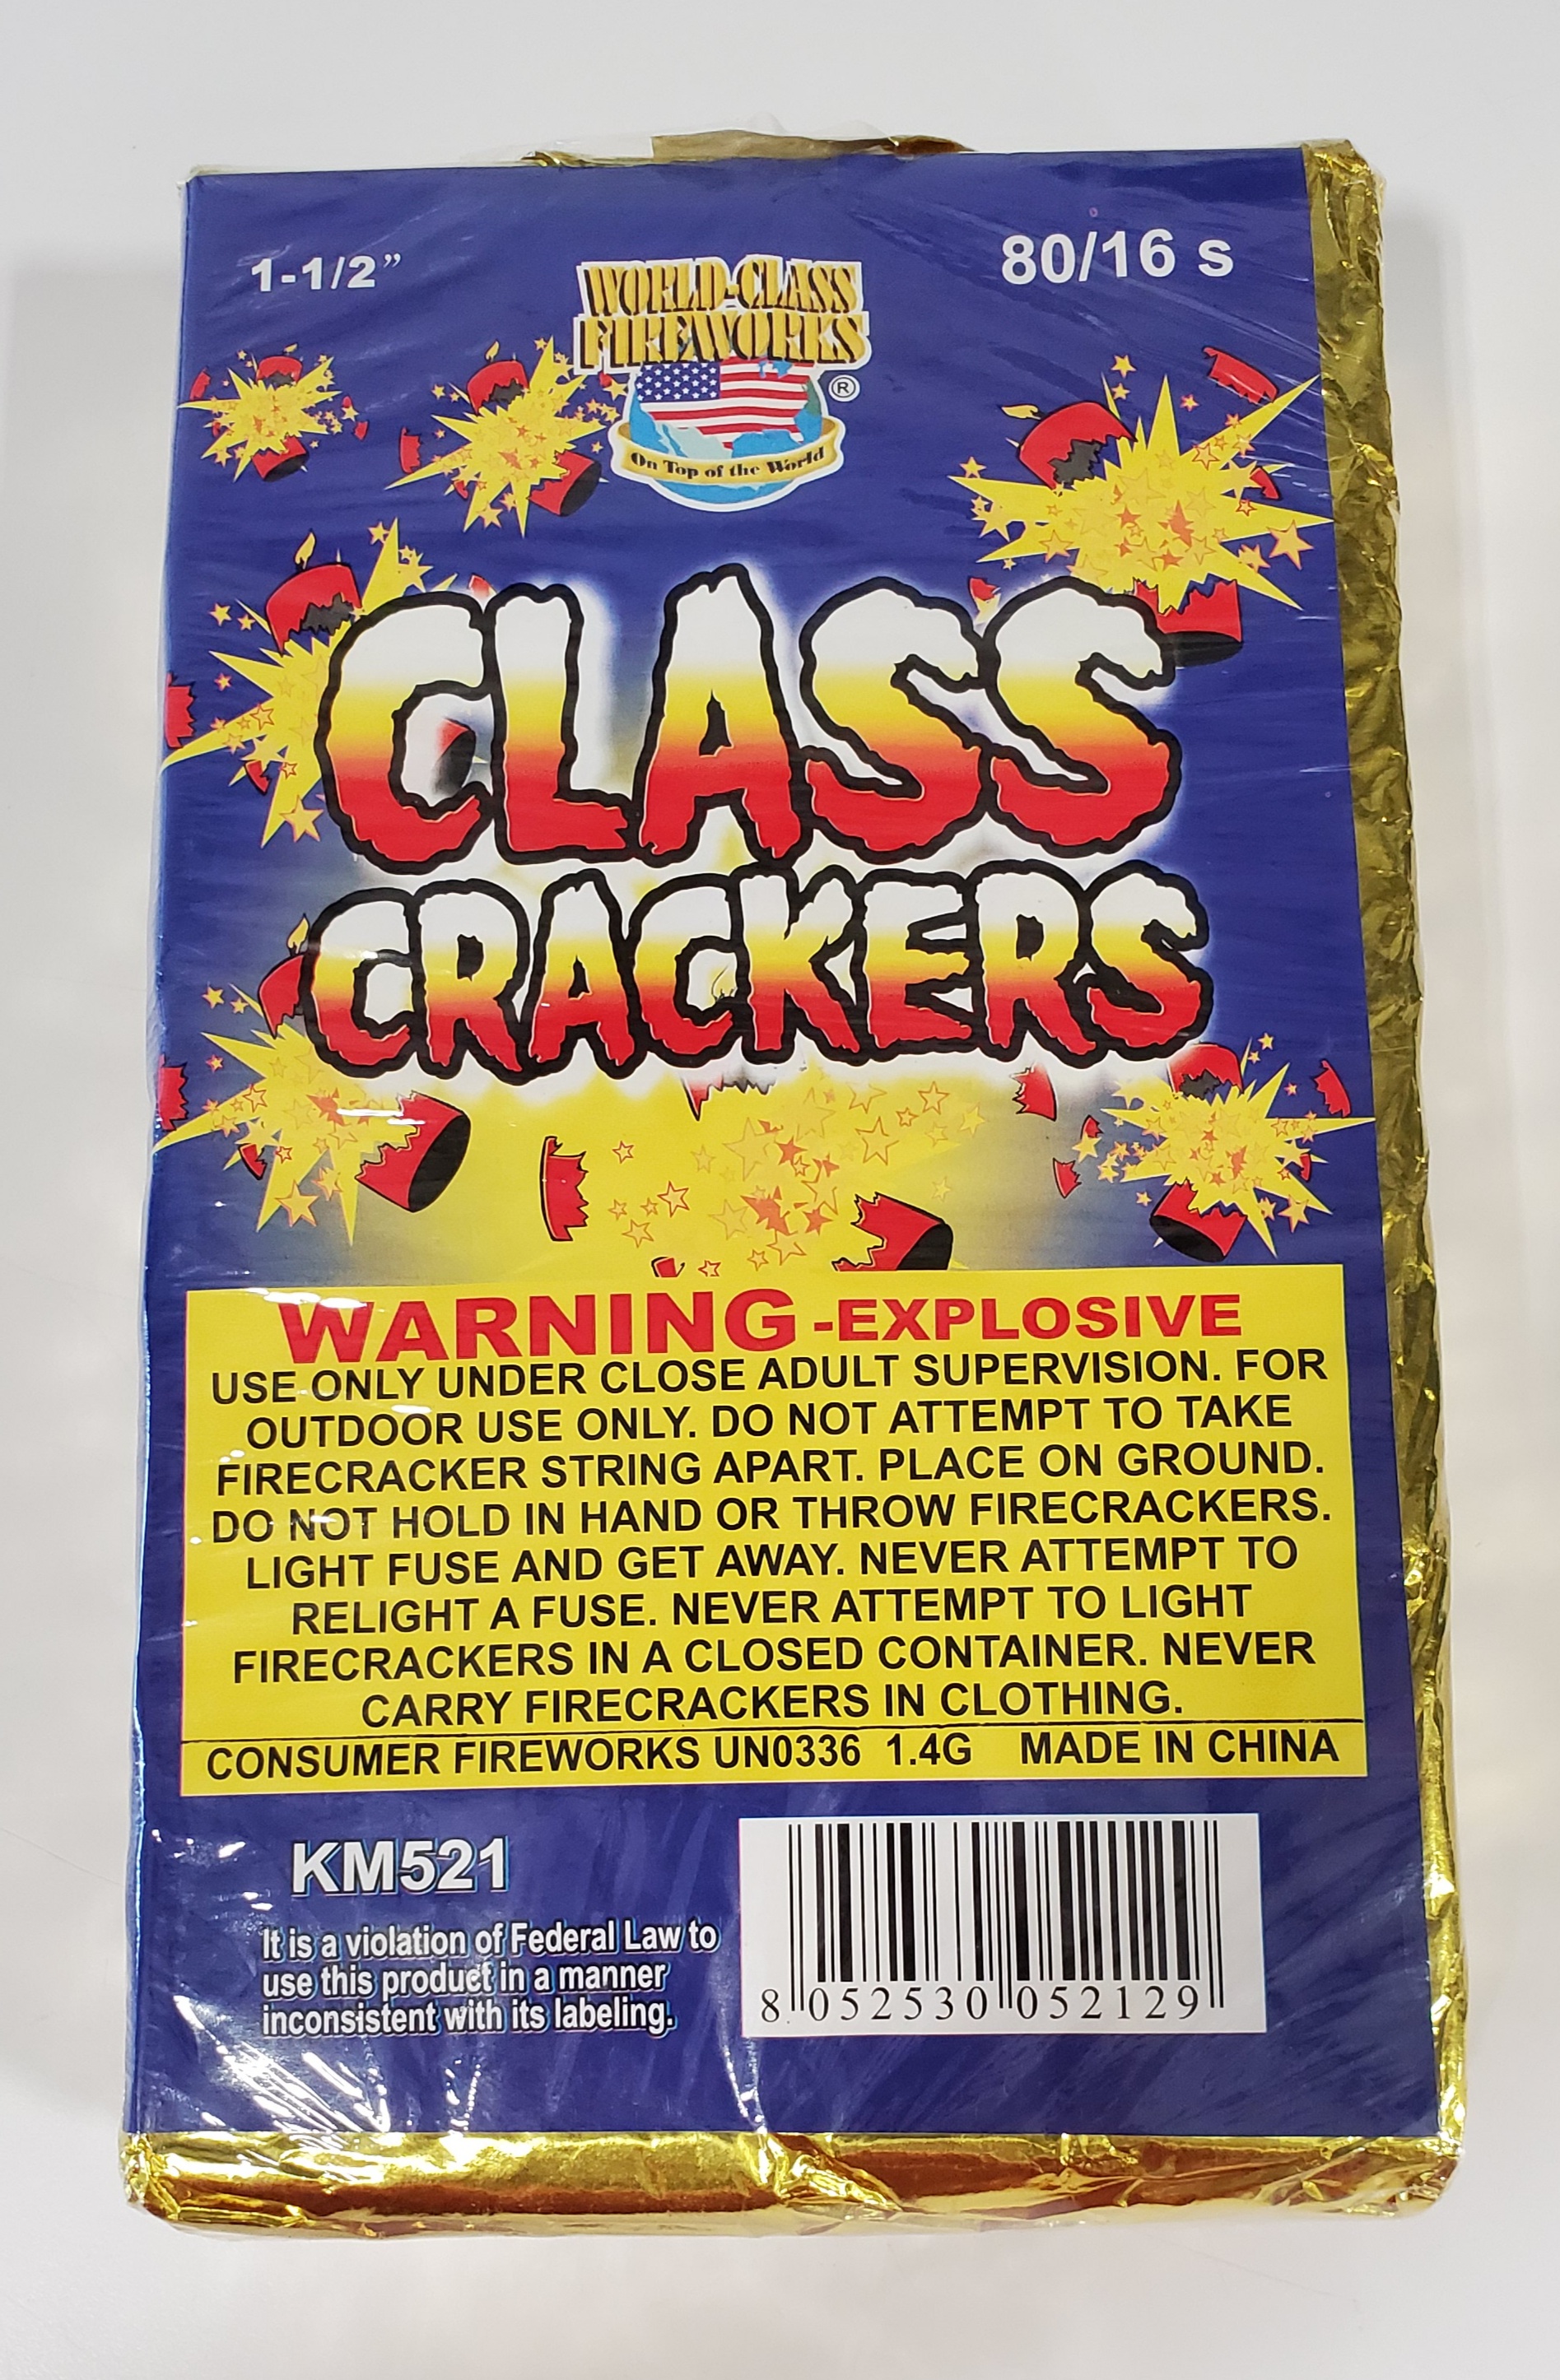 1-1/2”
80/16 s
WORLD-CLASS
FIREWORKS
®
On Top of the World
CLASS
CRACKERS
WARNING-EXPLOSIVE
USE ONLY UNDER CLOSE ADULT SUPERVISION. FOR
OUTDOOR USE ONLY. DO NOT ATTEMPT TO TAKE
FIRECRACKER STRING APART. PLACE ON GROUND.
DO NOT HOLD IN HAND OR THROW FIRECRACKERS.
LIGHT FUSE AND GET AWAY. NEVER ATTEMPT TO
RELIGHT A FUSE. NEVER ATTEMPT TO LIGHT
FIRECRACKERS IN A CLOSED CONTAINER. NEVER
CARRY FIRECRACKERS IN CLOTHING.
CONSUMER FIREWORKS UN0336 1.4G MADE IN CHINA
KM521
It is a violation of Federal Law to
use this product in a manner
inconsistent with its labeling.
8 052530 052129